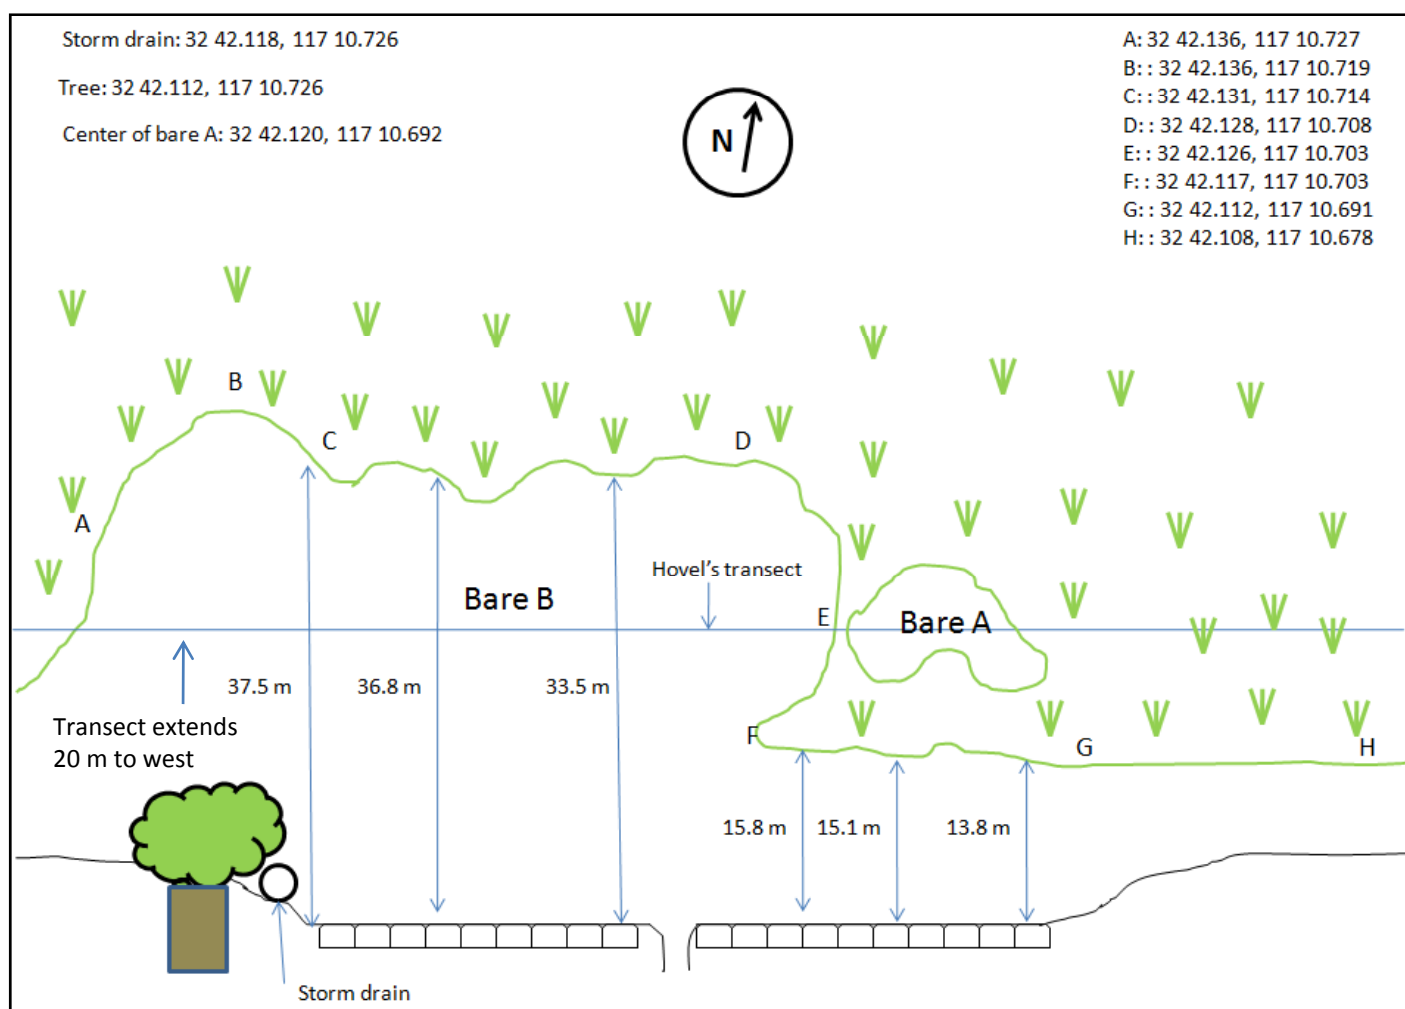 Storm drain: 32 42.118, 117 10.726
Tree: 32 42.112, 117 10.726
Center of bare A: 32 42.120, 117 10.692
A: 32 42.136, 117 10.727
B: : 32 42.136, 117 10.719
C: : 32 42.131, 117 10.714
D: : 32 42.128, 117 10.708
E: : 32 42.126, 117 10.703
F: : 32 42.117, 117 10.703
G: : 32 42.112, 117 10.691
H: : 32 42.108, 117 10.678
N
B
C
D
A
Hovel's transect
Bare B
E
Bare A
37.5 m
36.8 m
33.5 m
Transect extends
20 m to west
F
G
H
15.8 m
15.1 m
13.8 m
Storm drain